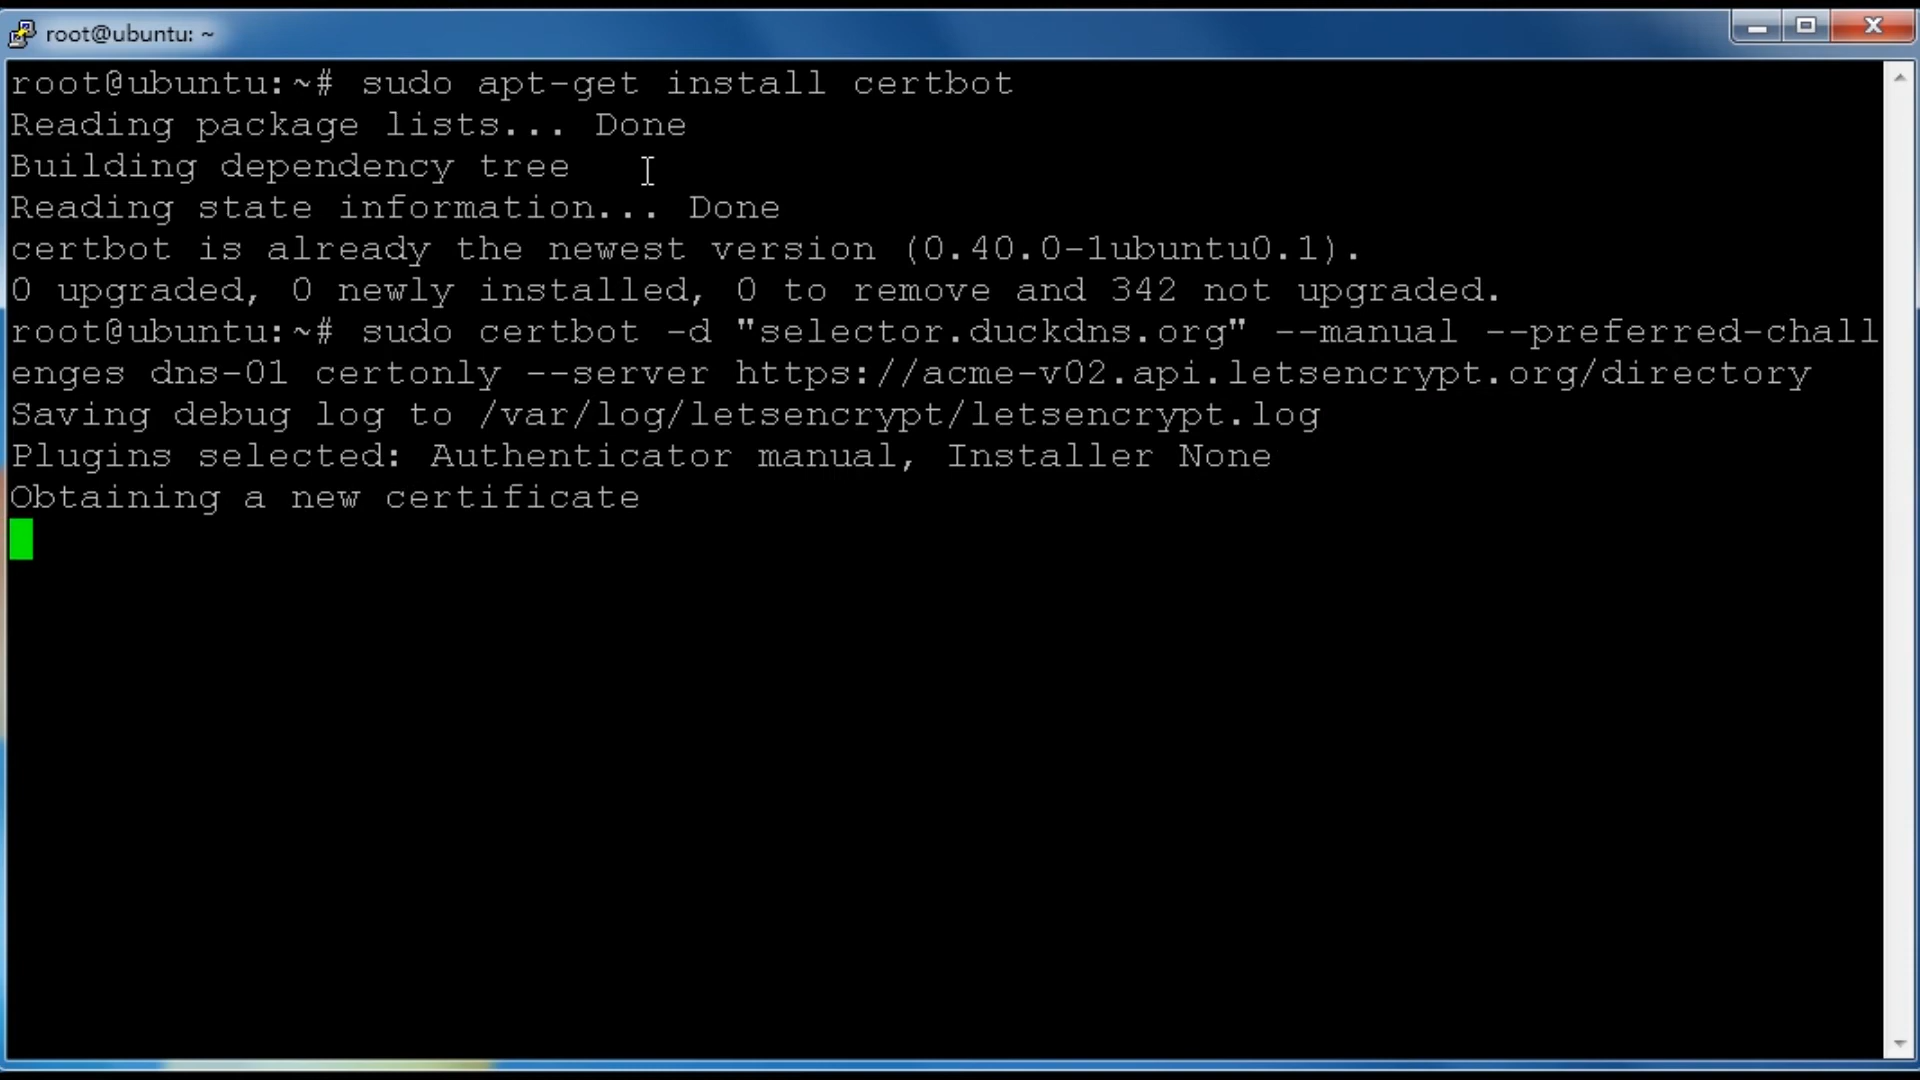 root@ubuntu: ~
root@ubuntu:~# sudo apt-get install certbot
Reading package lists... Done
Building dependency tree
Reading state information... Done
certbot is already the newest version (0.40.0-1ubuntu0.1).
0 upgraded, 0 newly installed, 0 to remove and 342 not upgraded.
root@ubuntu:~# sudo certbot -d "selector.duckdns.org" --manual --preferred-chall
enges dns-01 certonly --server https://acme-v02.api.letsencrypt.org/directory
Saving debug log to /var/log/letsencrypt/letsencrypt.log
Plugins selected: Authenticator manual, Installer None
Obtaining a new certificate